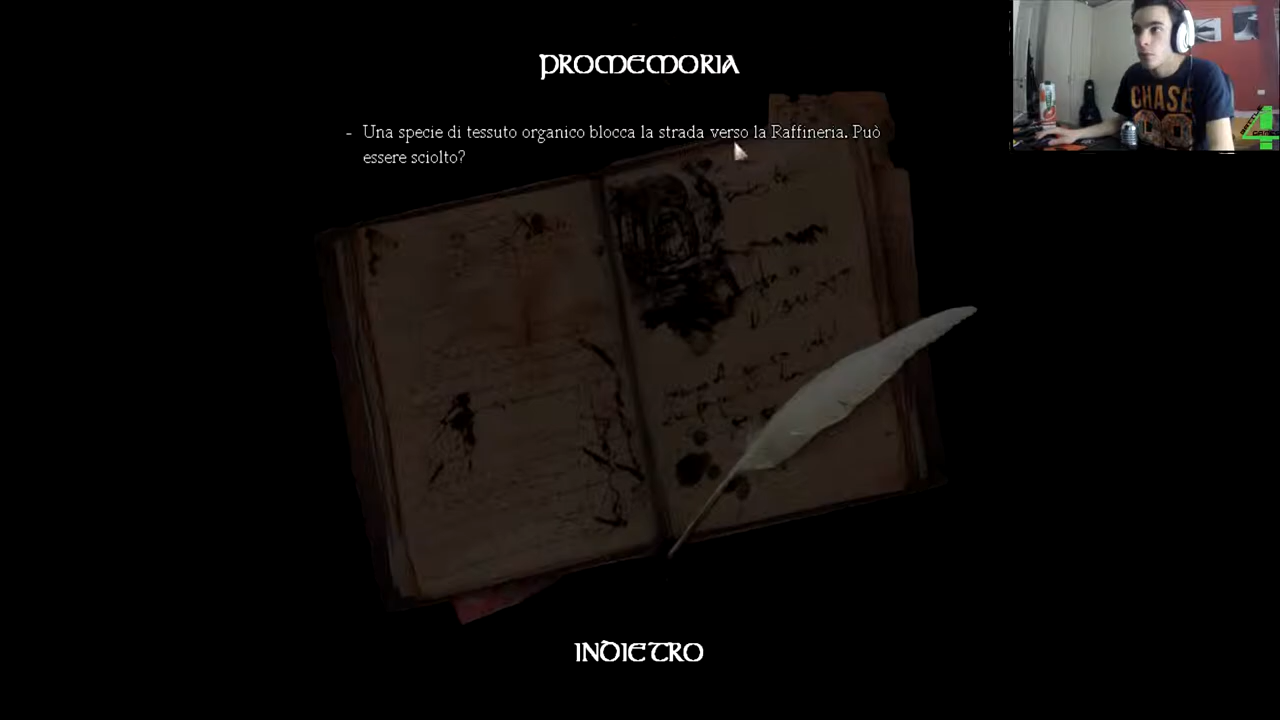 PROMEMORIA
- Una specie di tessuto organico blocca la strada verso la Raffineria. Può
essere sciolto?
INDIETRO
CHASE